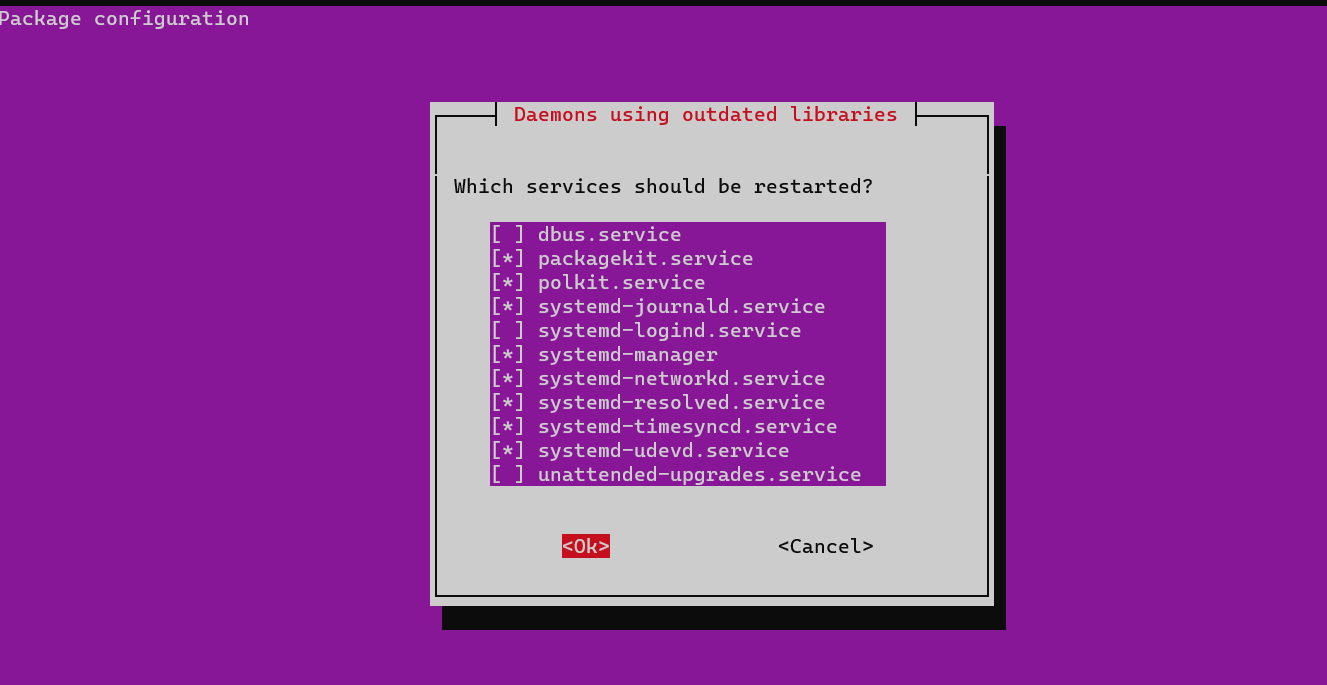 Package configuration
Daemons using outdated libraries
Which services should be restarted?
[ ] dbus.service
[*] packagekit.service
[*] polkit.service
[*] systemd-journald.service
[ ] systemd-logind.service
[*] systemd-manager
[*] systemd-networkd.service
[*] systemd-resolved.service
[*] systemd-timesyncd.service
[*] systemd-udevd.service
[ ] unattended-upgrades.service
<Ok> <Cancel>